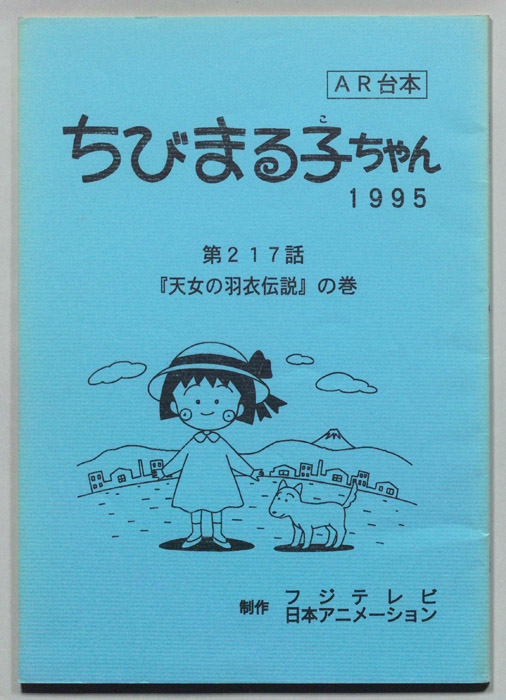 AR台本
こ
ちびまる子ちゃん
1995
第217話
『天女の羽衣伝説』の巻
制作 フジテレビ
日本アニメーション